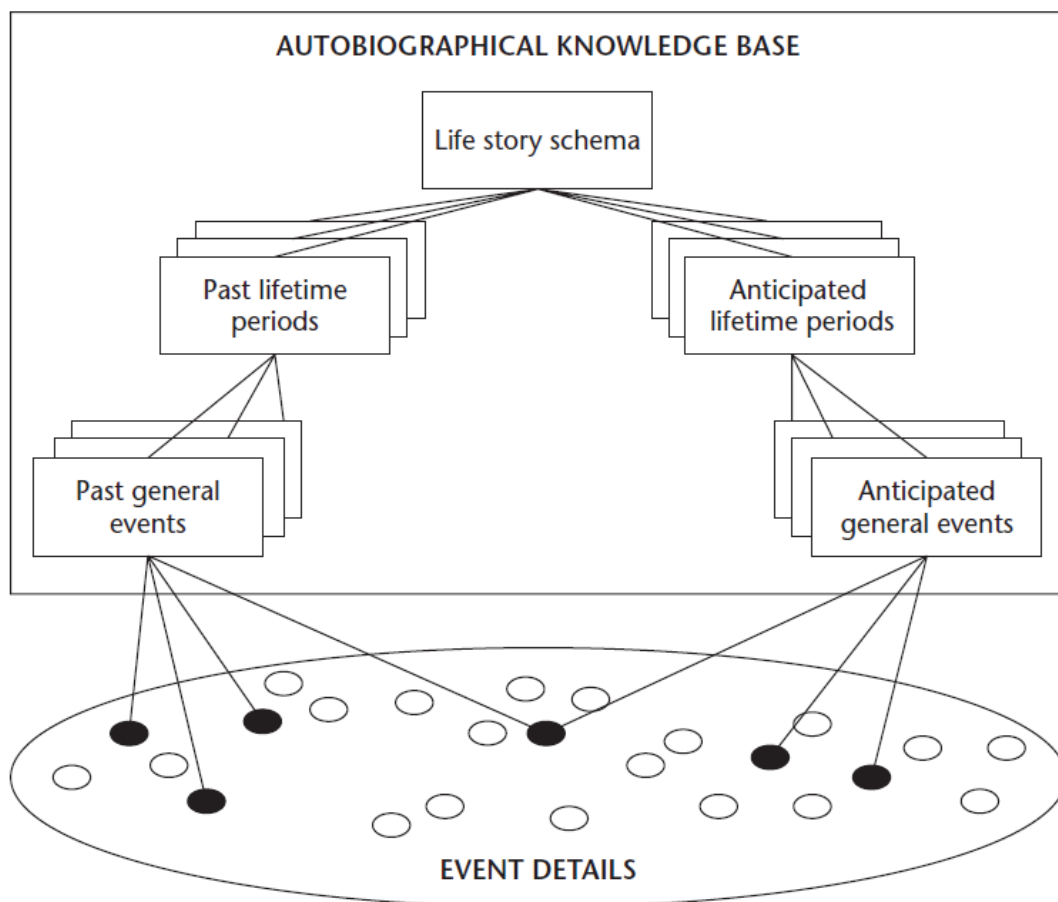 AUTOBIOGRAPHICAL KNOWLEDGE BASE
Life story schema
Past lifetime
periods
Anticipated
lifetime periods
Past general
events
Anticipated
general events
EVENT DETAILS